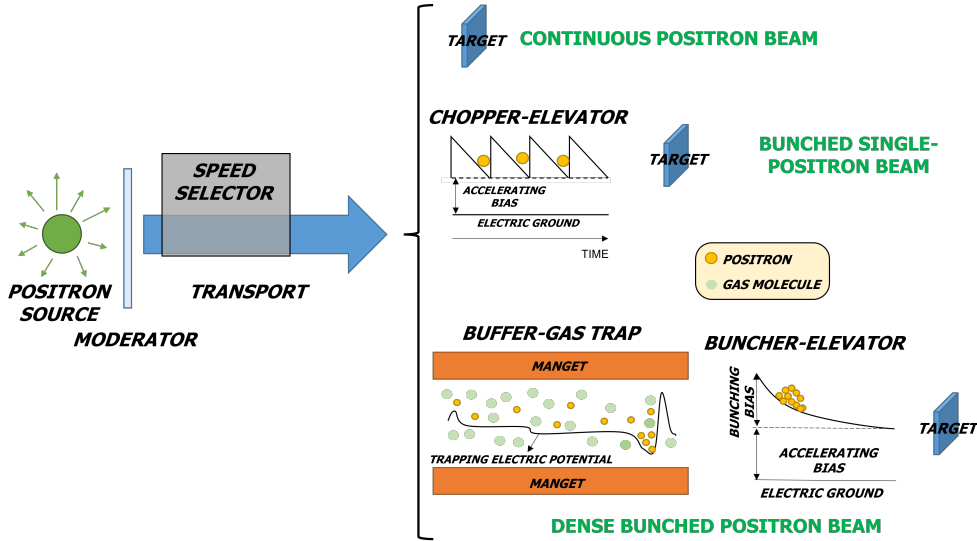 TARGET
CONTINUOUS POSITRON BEAM
CHOPPER-ELEVATOR
ACCELERATING
BIAS
ELECTRIC GROUND
TIME
TARGET
BUNCHED SINGLE-
POSITRON BEAM
SPEED
SELECTOR
POSITRON
SOURCE
MODERATOR
TRANSPORT
POSITRON
GAS MOLECULE
BUFFER-GAS TRAP
MANGET
TRAPPING ELECTRIC POTENTIAL
MANGET
BUNCHER-ELEVATOR
BUNCHING
BIAS
ACCELERATING
BIAS
ELECTRIC GROUND
TARGET
DENSE BUNCHED POSITRON BEAM